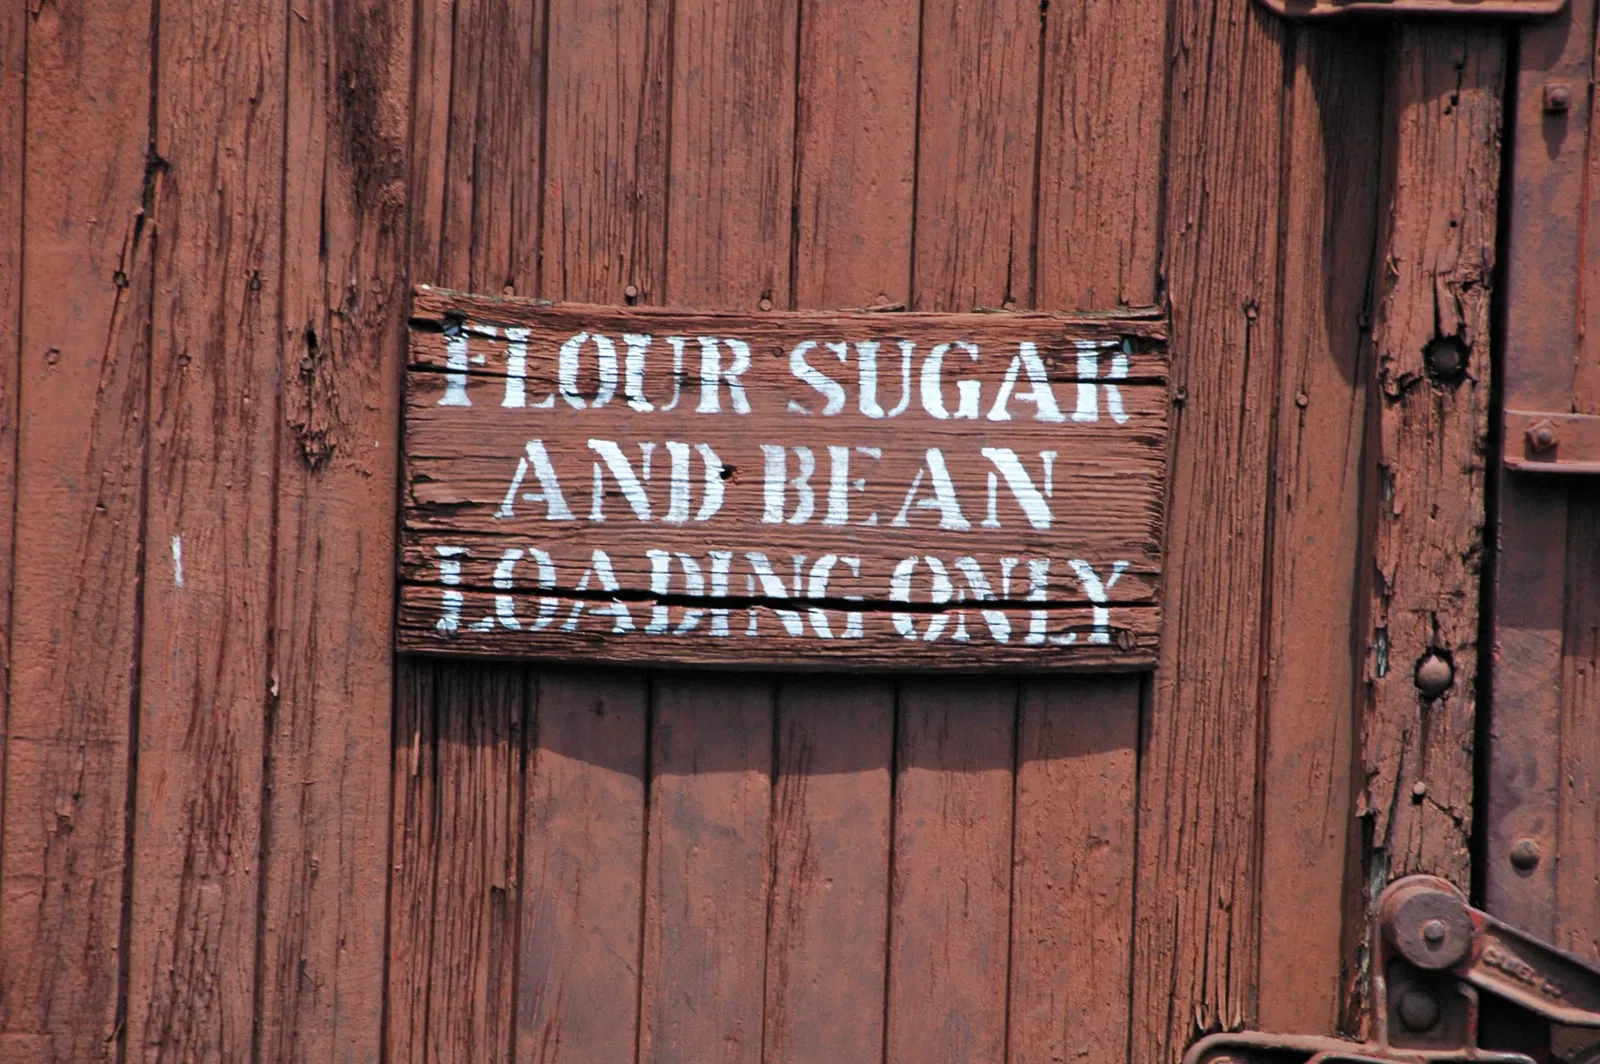 FLOUR SUGAR
AND BEAN
LOADING ONLY